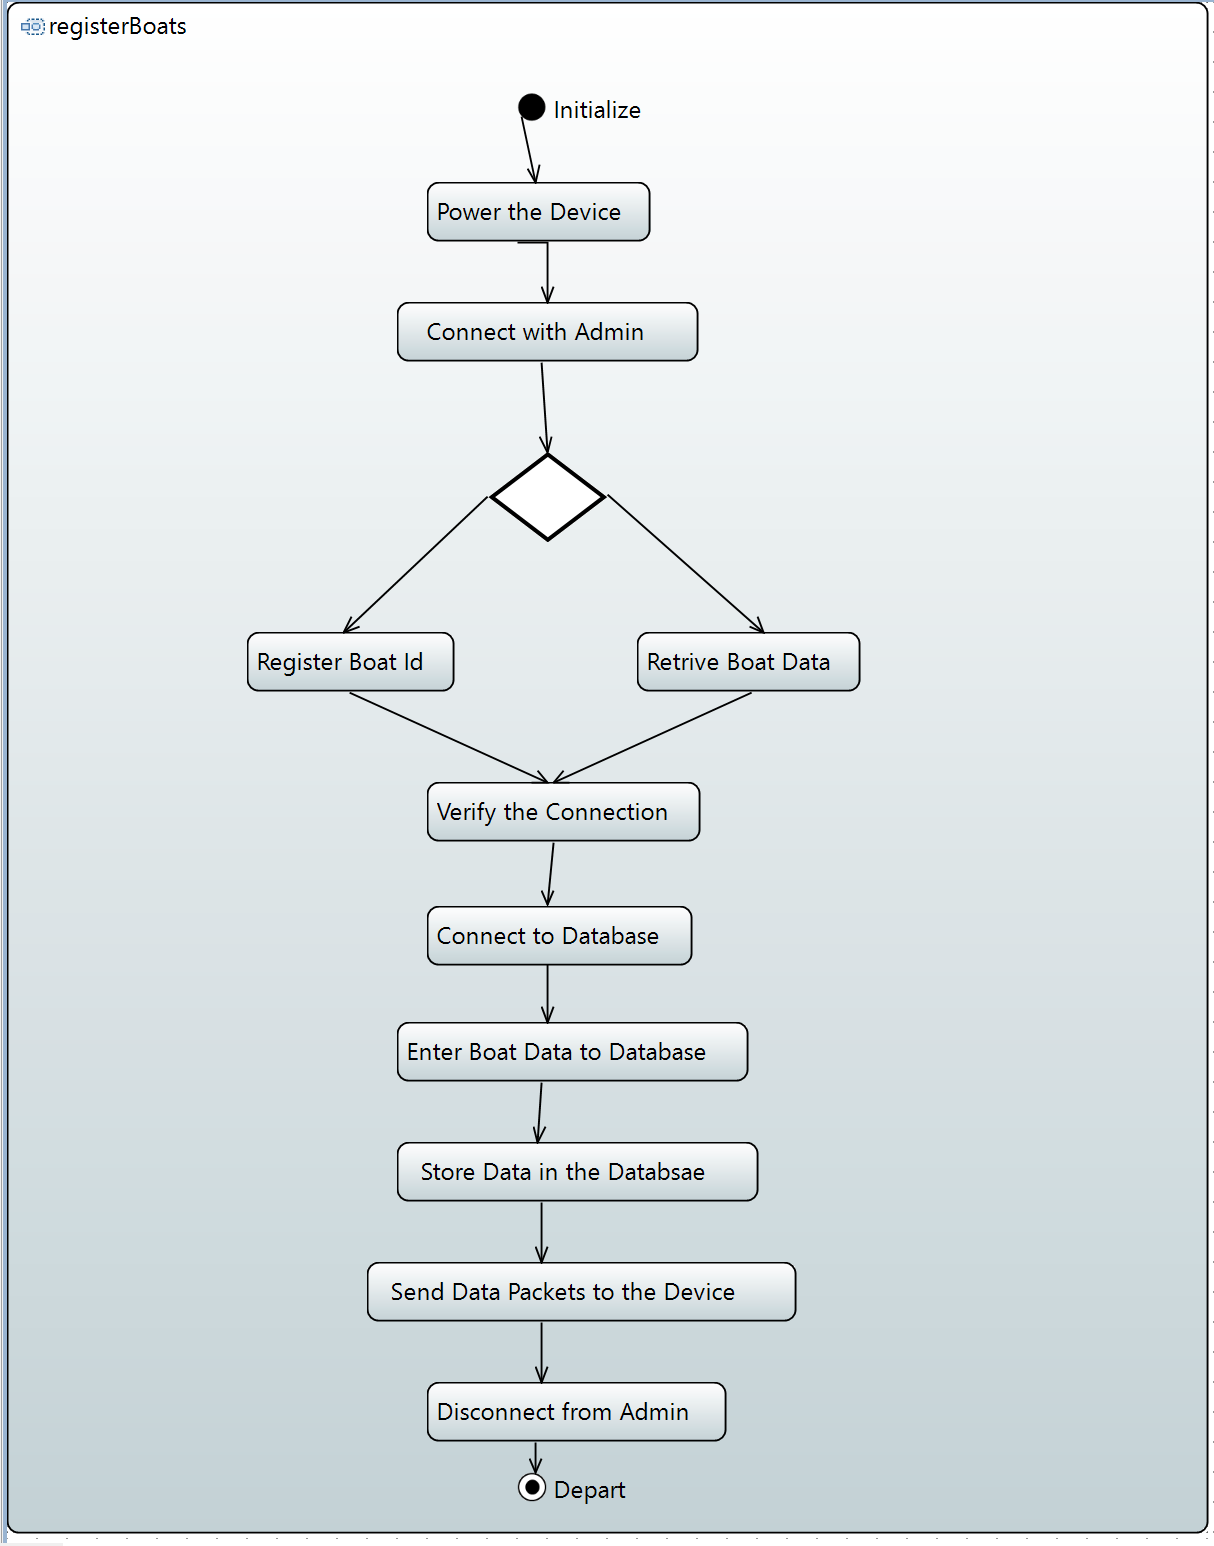 registerBoats
Initialize
Power the Device
Connect with Admin
Register Boat Id
Retrive Boat Data
Verify the Connection
Connect to Database
Enter Boat Data to Database
Store Data in the Databsae
Send Data Packets to the Device
Disconnect from Admin
Depart